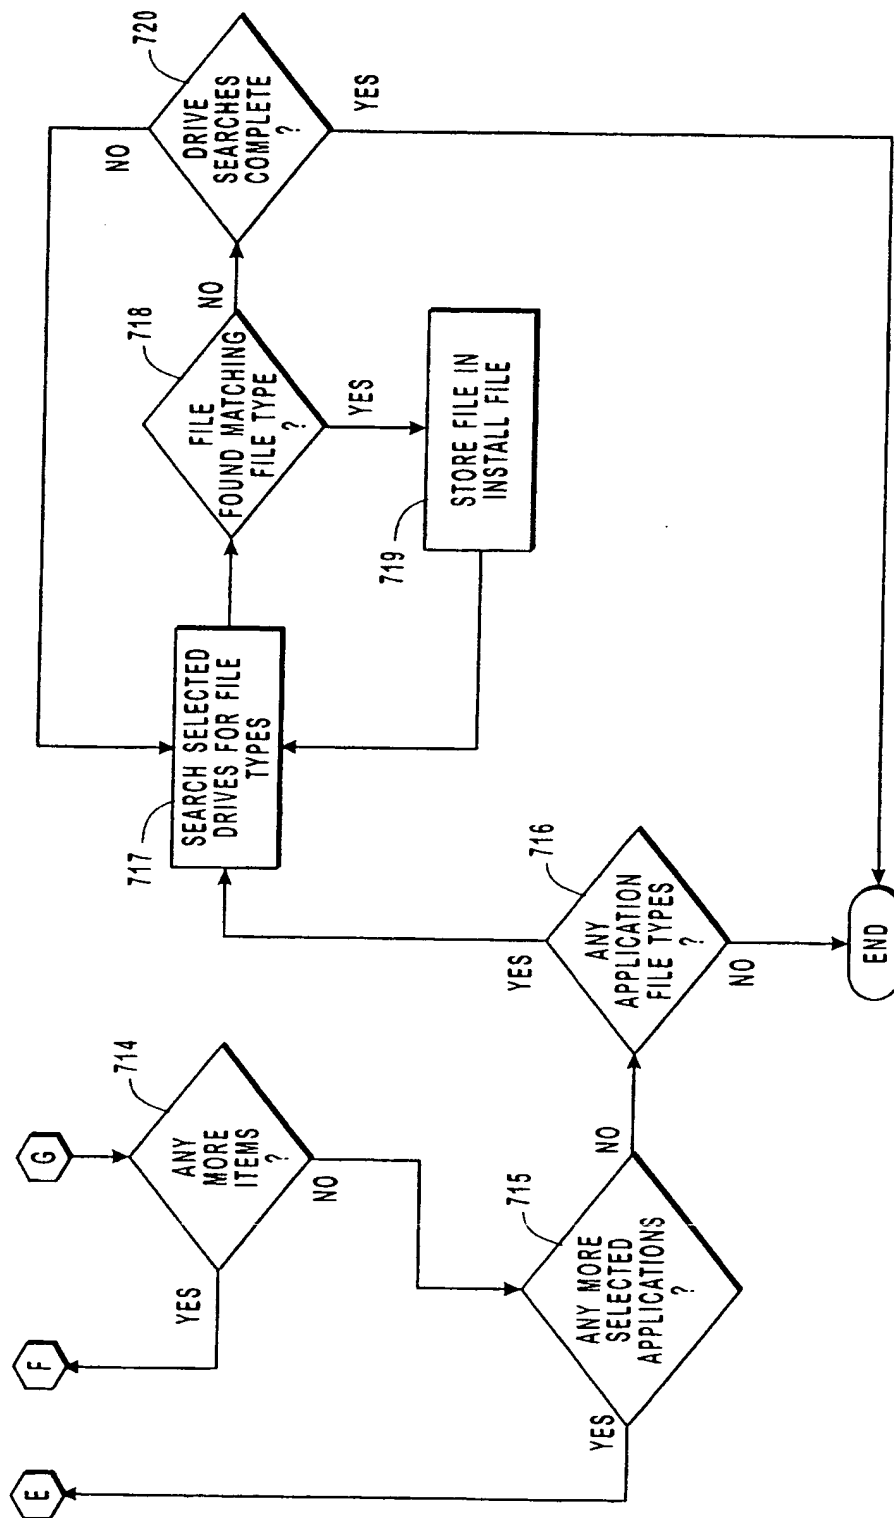 E
F
G
714
ANY
MORE
ITEMS
?
YES
NO
715
ANY MORE
SELECTED
APPLICATIONS
?
YES
NO
716
ANY
APPLICATION
FILE TYPES
?
YES
NO
717
SEARCH SELECTED
DRIVES FOR FILE
TYPES
718
FILE
FOUND MATCHING
FILE TYPE
?
NO
YES
719
STORE FILE IN
INSTALL FILE
720
DRIVE
SEARCHES
COMPLETE
?
NO
YES
END